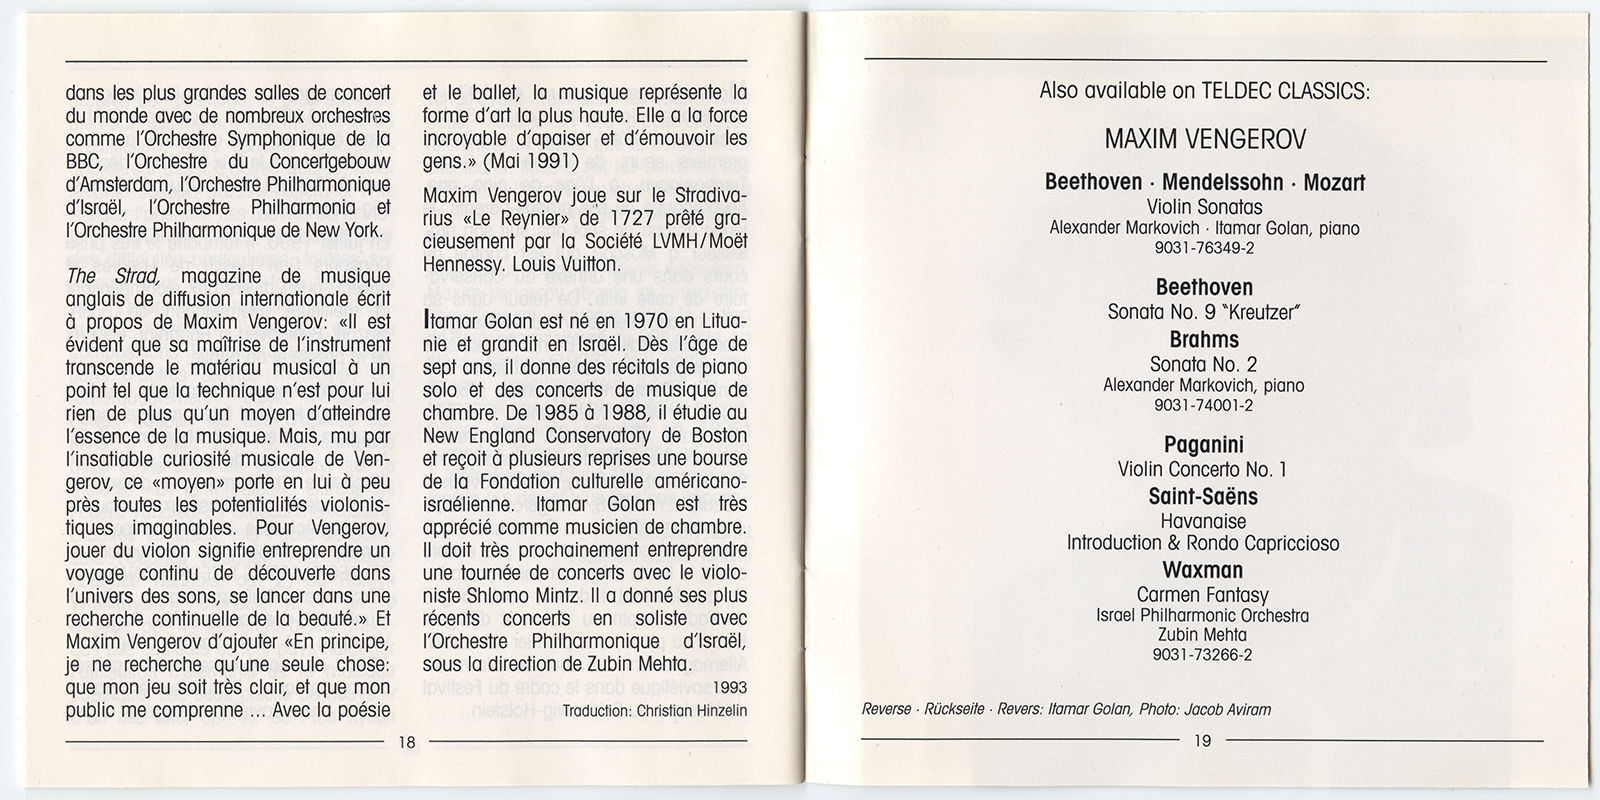 dans les plus grandes salles de concert
du monde avec de nombreux orchestres
comme l'Orchestre Symphonique de la
BBC, l'Orchestre du Concertgebouw
d'Amsterdam, l'Orchestre Philharmonique
d'Israël, l'Orchestre Philharmonia et
l'Orchestre Philharmonique de New York.
The Strad, magazine de musique
anglais de diffusion internationale écrit
à propos de Maxim Vengerov: «Il est
évident que sa maîtrise de l'instrument
transcende le matériau musical à un
point tel que la technique n'est pour lui
rien de plus qu'un moyen d'atteindre
l'essence de la musique. Mais, mu par
l'insatiable curiosité musicale de Ven-
gerov, ce «moyen» porte en lui à peu
près toutes les potentialités violonis-
tiques imaginables. Pour Vengerov,
jouer du violon signifie entreprendre un
voyage continu de découverte dans
l'univers des sons, se lancer dans une
recherche continuelle de la beauté.» Et
Maxim Vengerov d'ajouter «En principe,
je ne recherche qu'une seule chose:
que mon jeu soit très clair, et que mon
public me comprenne ... Avec la poésie
et le ballet, la musique représente la
forme d'art la plus haute. Elle a la force
incroyable d'apaiser et d'émouvoir les
gens.» (Mai 1991)
Maxim Vengerov joue sur le Stradiva-
rius «Le Reynier» de 1727 prêté gra-
cieusement par la Société LVMH/Moët
Hennessy. Louis Vuitton.
Itamar Golan est né en 1970 en Litua-
nie et grandit en Israël. Dès l'âge de
sept ans, il donne des récitals de piano
solo et des concerts de musique de
chambre. De 1985 à 1988, il étudie au
New England Conservatory de Boston
et reçoit à plusieurs reprises une bourse
de la Fondation culturelle américano-
israélienne. Itamar Golan est très
apprécié comme musicien de chambre.
Il doit très prochainement entreprendre
une tournée de concerts avec le violo-
niste Shlomo Mintz. Il a donné ses plus
récents concerts en soliste avec
l'Orchestre Philharmonique d'Israël,
sous la direction de Zubin Mehta.
1993
Traduction: Christian Hinzelin
18
Also available on TELDEC CLASSICS:
MAXIM VENGEROV
Beethoven · Mendelssohn · Mozart
Violin Sonatas
Alexander Markovich · Itamar Golan, piano
9031-76349-2
Beethoven
Sonata No. 9 "Kreutzer"
Brahms
Sonata No. 2
Alexander Markovich, piano
9031-74001-2
Paganini
Violin Concerto No. 1
Saint-Saëns
Havanaise
Introduction & Rondo Capriccioso
Waxman
Carmen Fantasy
Israel Philharmonic Orchestra
Zubin Mehta
9031-73266-2
Reverse · Rückseite · Revers: Itamar Golan, Photo: Jacob Aviram
19